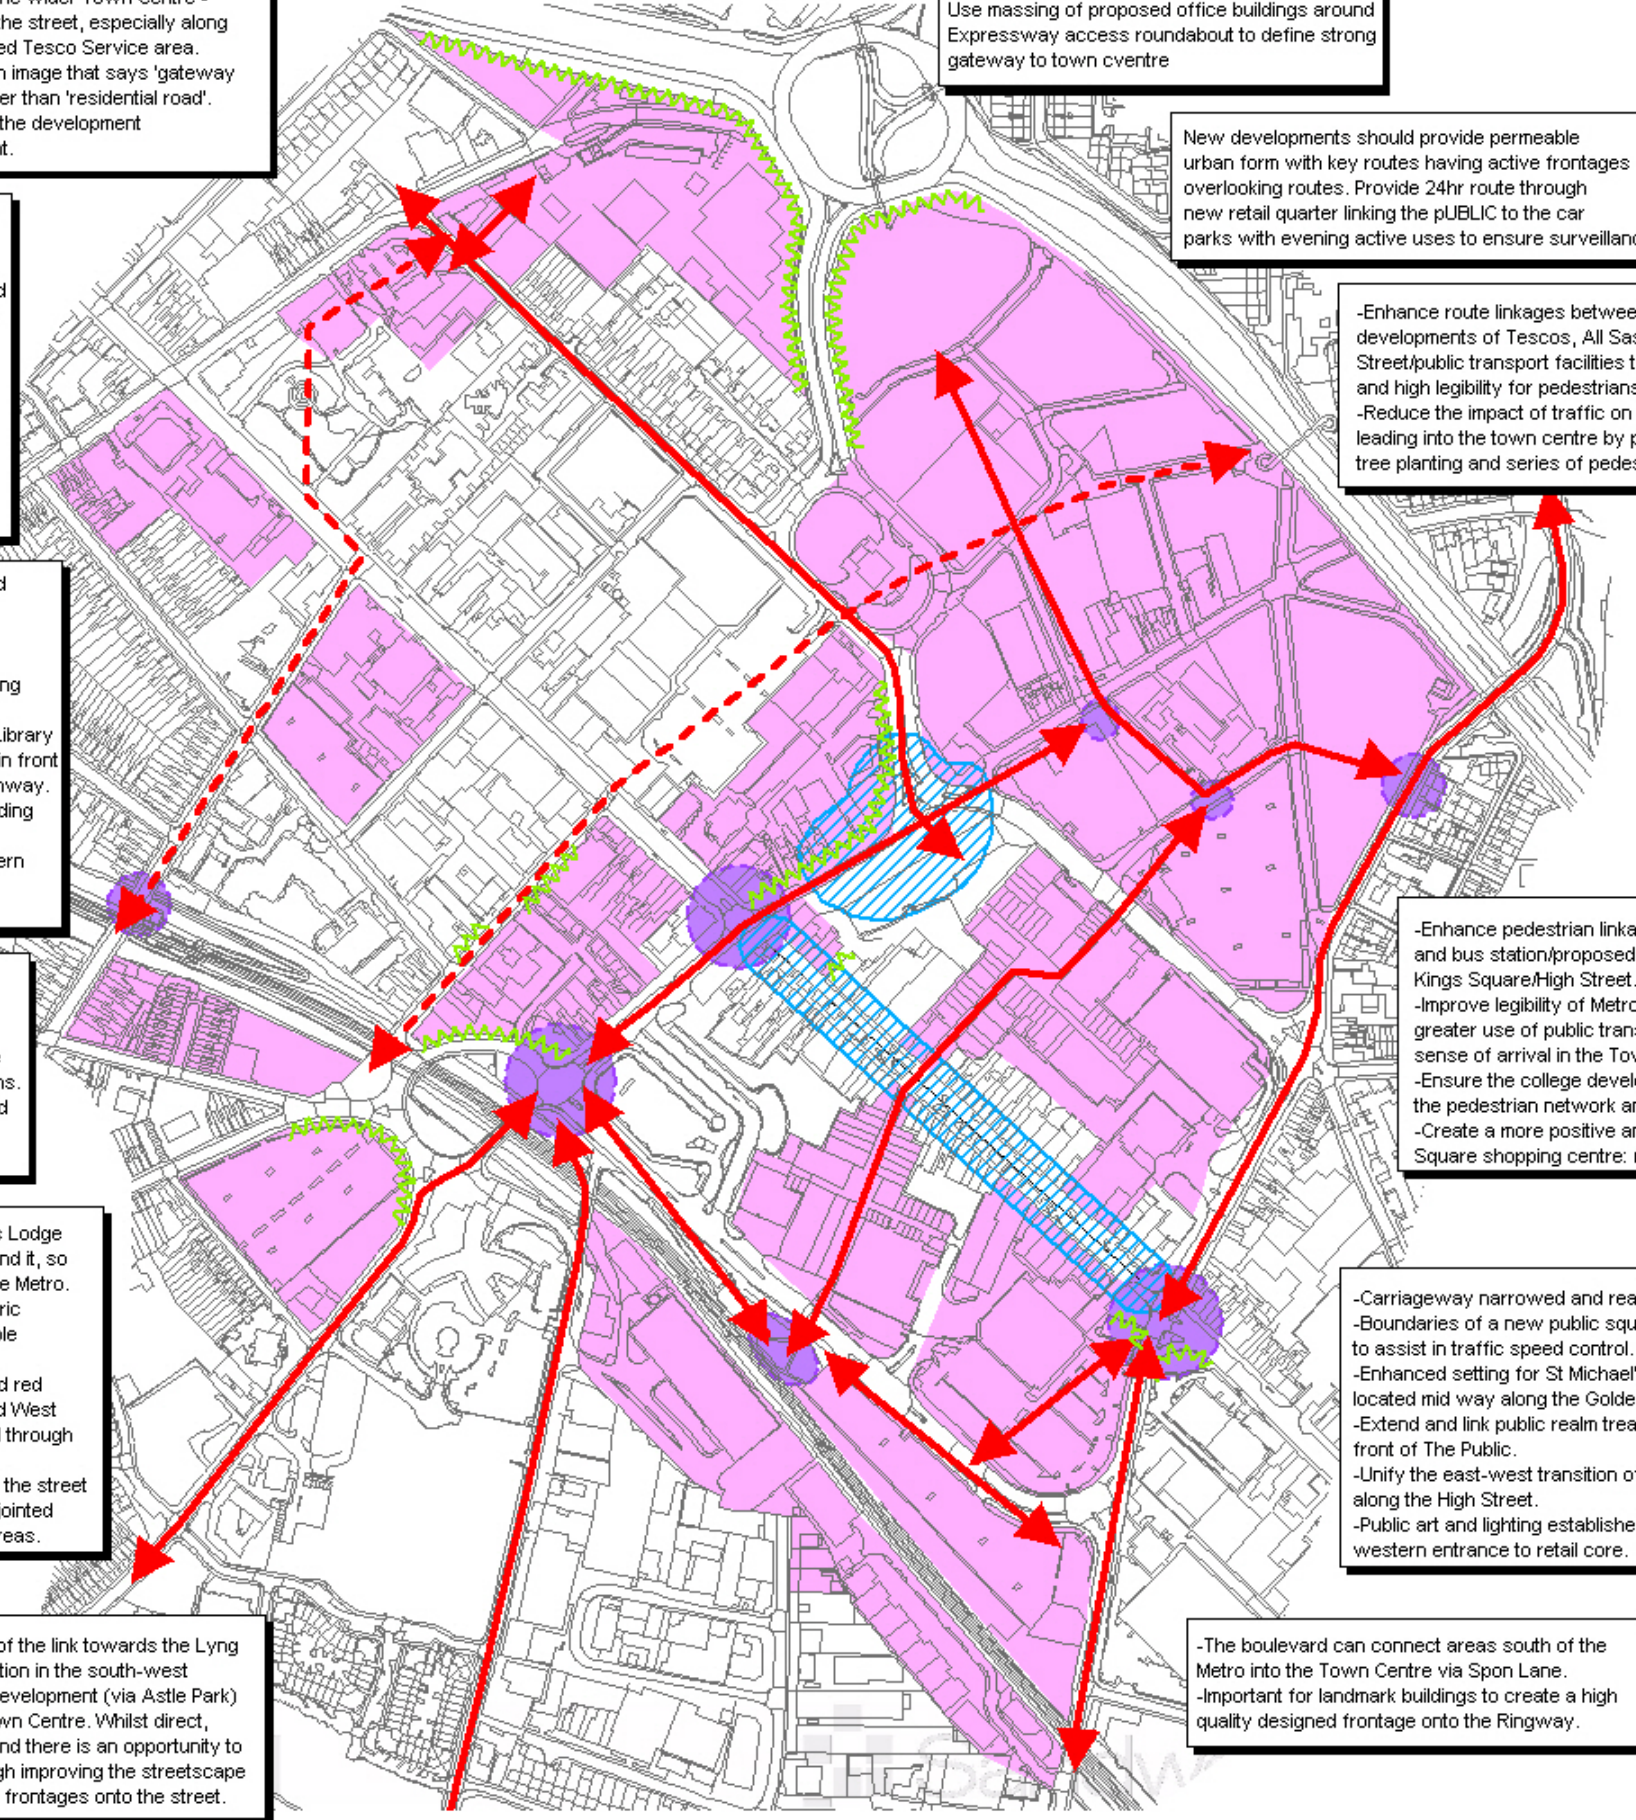 the street, especially along
ed Tesco Service area.
n image that says 'gateway
er than 'residential road'.
the development
Use massing of proposed office buildings around
Expressway access roundabout to define strong
gateway to town cventre
New developments should provide permeable
urban form with key routes having active frontages
overlooking routes. Provide 24hr route through
new retail quarter linking the pUBLIC to the car
parks with evening active uses to ensure surveillanc
-Enhance route linkages betwee
developments of Tescos, All Sas
Street/public transport facilities t
and high legibility for pedestrians
-Reduce the impact of traffic on
leading into the town centre by p
tree planting and series of pedes
d
d
ng
Library
in front
nway.
ding
ern
ns.
d
-Enhance pedestrian linka
and bus station/proposed
Kings Square/High Street.
-Improve legibility of Metro
greater use of public trans
sense of arrival in the Tov
-Ensure the college develo
the pedestrian network ar
-Create a more positive ar
Square shopping centre: r
c Lodge
nd it, so
e Metro.
ric
ble
d red
d West
l through
the street
jointed
reas.
-Carriageway narrowed and rea
-Boundaries of a new public squ
to assist in traffic speed control.
-Enhanced setting for St Michael'
located mid way along the Golde
-Extend and link public realm trea
front of The Public.
-Unify the east-west transition of
along the High Street.
-Public art and lighting establishe
western entrance to retail core.
of the link towards the Lyng
tion in the south-west
evelopment (via Astle Park)
wn Centre. Whilst direct,
nd there is an opportunity to
gh improving the streetscape
frontages onto the street.
-The boulevard can connect areas south of the
Metro into the Town Centre via Spon Lane.
-Important for landmark buildings to create a high
quality designed frontage onto the Ringway.